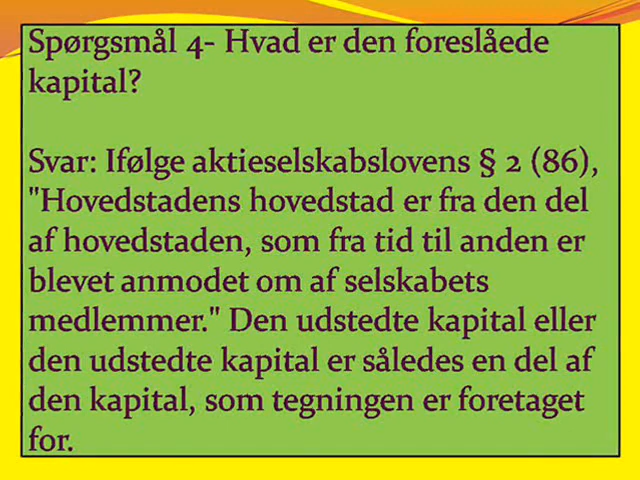 Spørgsmål 4- Hvad er den foreslåede
kapital?
Svar: Ifølge aktieselskabslovens § 2 (86),
"Hovedstadens hovedstad er fra den del
af hovedstaden, som fra tid til anden er
blevet anmodet om af selskabets
medlemmer." Den udstedte kapital eller
den udstedte kapital er således en del af
den kapital, som tegningen er foretaget
for.